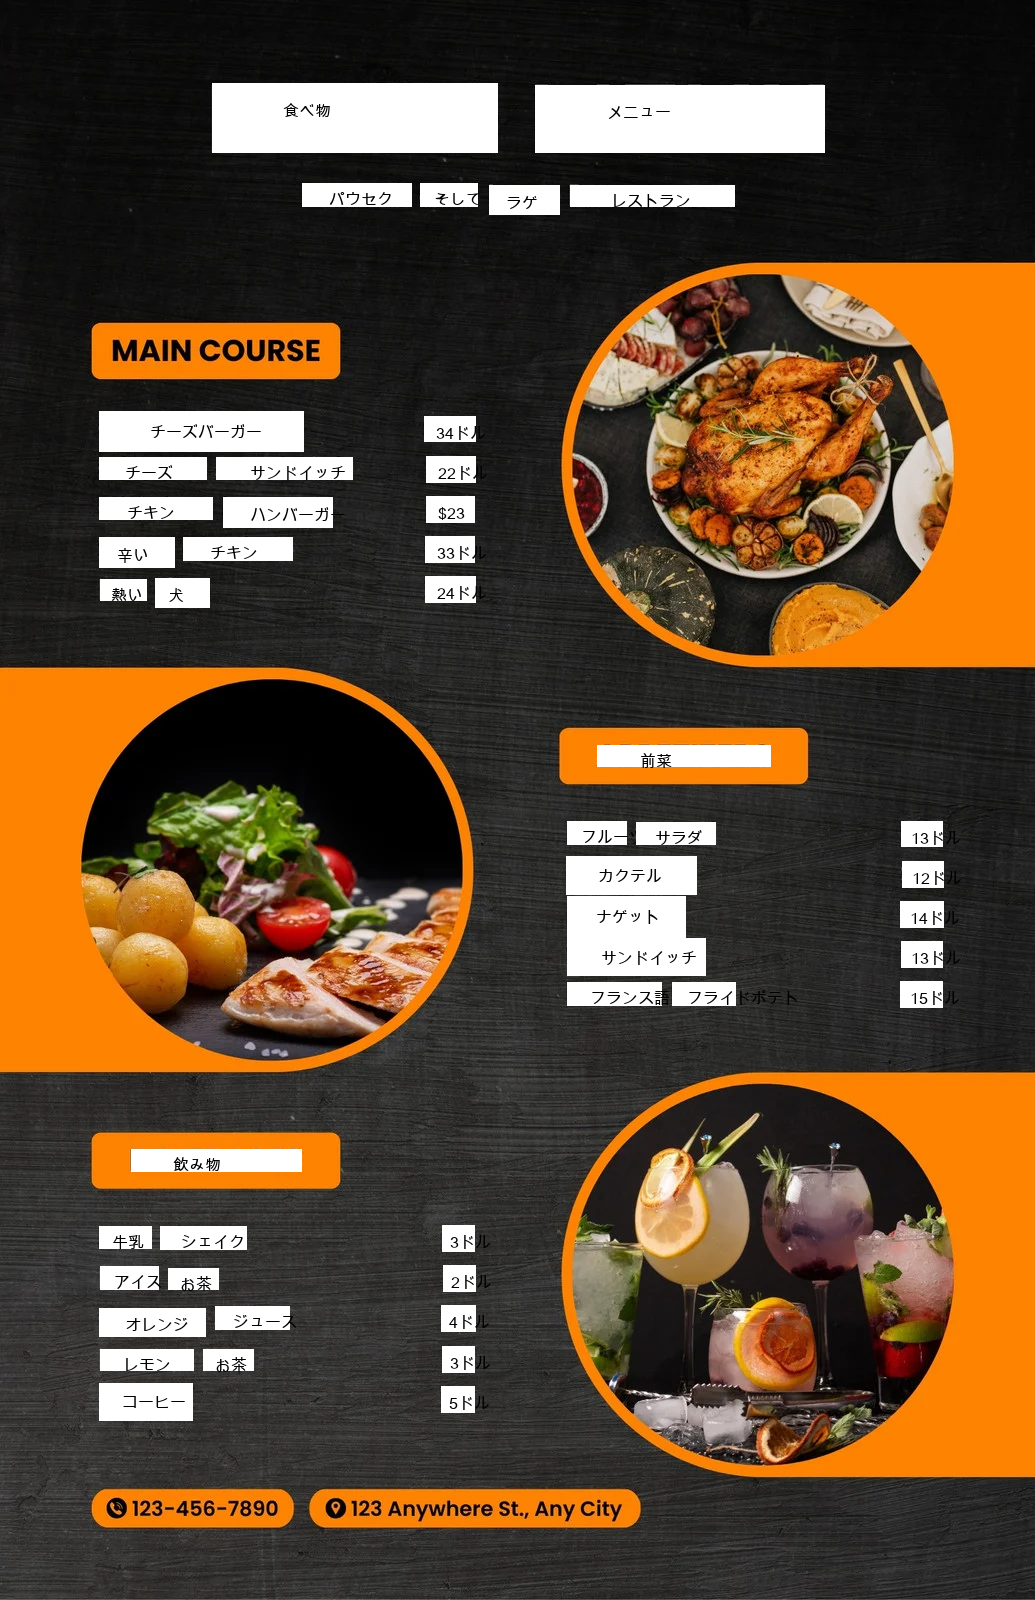 食べ物 メニュー
パウセク そして ラゲ レストラン
MAIN COURSE
チーズバーガー 34ドル
チーズ サンドイッチ 22ドル
チキン ハンバーガー $23
辛い チキン 33ドル
熱い 犬 24ドル
前菜
フルーツ サラダ 13ドル
カクテル 12ドル
ナゲット 14ドル
サンドイッチ 13ドル
フランス語 フライドポテト 15ドル
飲み物
牛乳 シェイク 3ドル
アイス お茶 2ドル
オレンジ ジュース 4ドル
レモン お茶 3ドル
コーヒー 5ドル
123-456-7890 123 Anywhere St., Any City